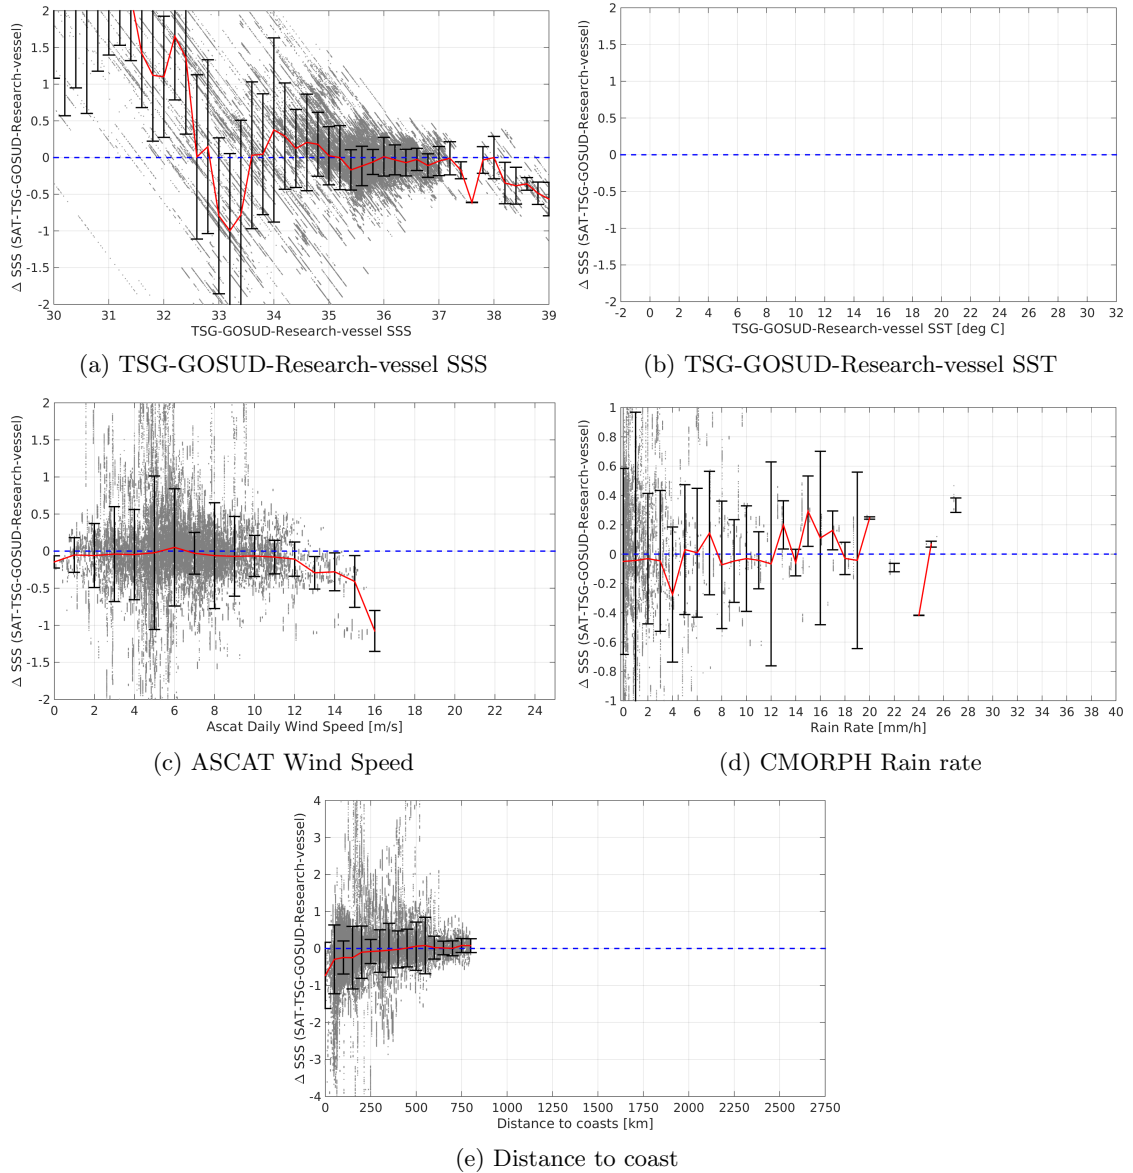 Δ SSS (SAT-TSG-GOSUD-Research-vessel)
2
1.5
1
0.5
0
-0.5
-1
-1.5
-2
30 31 32 33 34 35 36 37 38 39
TSG-GOSUD-Research-vessel SSS
(a) TSG-GOSUD-Research-vessel SSS
Δ SSS (SAT-TSG-GOSUD-Research-vessel)
2
1.5
1
0.5
0
-0.5
-1
-1.5
-2
-2 0 2 4 6 8 10 12 14 16 18 20 22 24 26 28 30 32
TSG-GOSUD-Research-vessel SST [deg C]
(b) TSG-GOSUD-Research-vessel SST
Δ SSS (SAT-TSG-GOSUD-Research-vessel)
2
1.5
1
0.5
0
-0.5
-1
-1.5
-2
0 2 4 6 8 10 12 14 16 18 20 22 24
Ascat Daily Wind Speed [m/s]
(c) ASCAT Wind Speed
Δ SSS (SAT-TSG-GOSUD-Research-vessel)
1
0.8
0.6
0.4
0.2
0
-0.2
-0.4
-0.6
-0.8
-1
0 2 4 6 8 10 12 14 16 18 20 22 24 26 28 30 32 34 36 38 40
Rain Rate [mm/h]
(d) CMORPH Rain rate
Δ SSS (SAT-TSG-GOSUD-Research-vessel)
4
3
2
1
0
-1
-2
-3
-4
0 250 500 750 1000 1250 1500 1750 2000 2250 2500 2750
Distance to coasts [km]
(e) Distance to coast